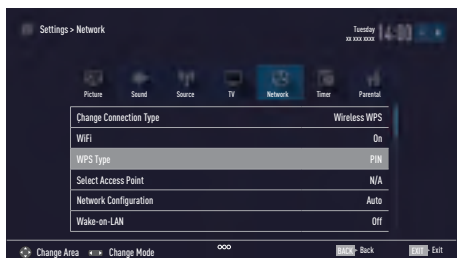 Settings > Network
Tuesday
xx xxx xxxx
14:00
Picture Sound Source TV Network Timer Parental
Change Connection Type Wireless WPS
WiFi On
WPS Type PIN
Select Access Point N/A
Network Configuration Auto
Wake-on-LAN Off
Change Area Change Mode BACK Back EXIT Exit